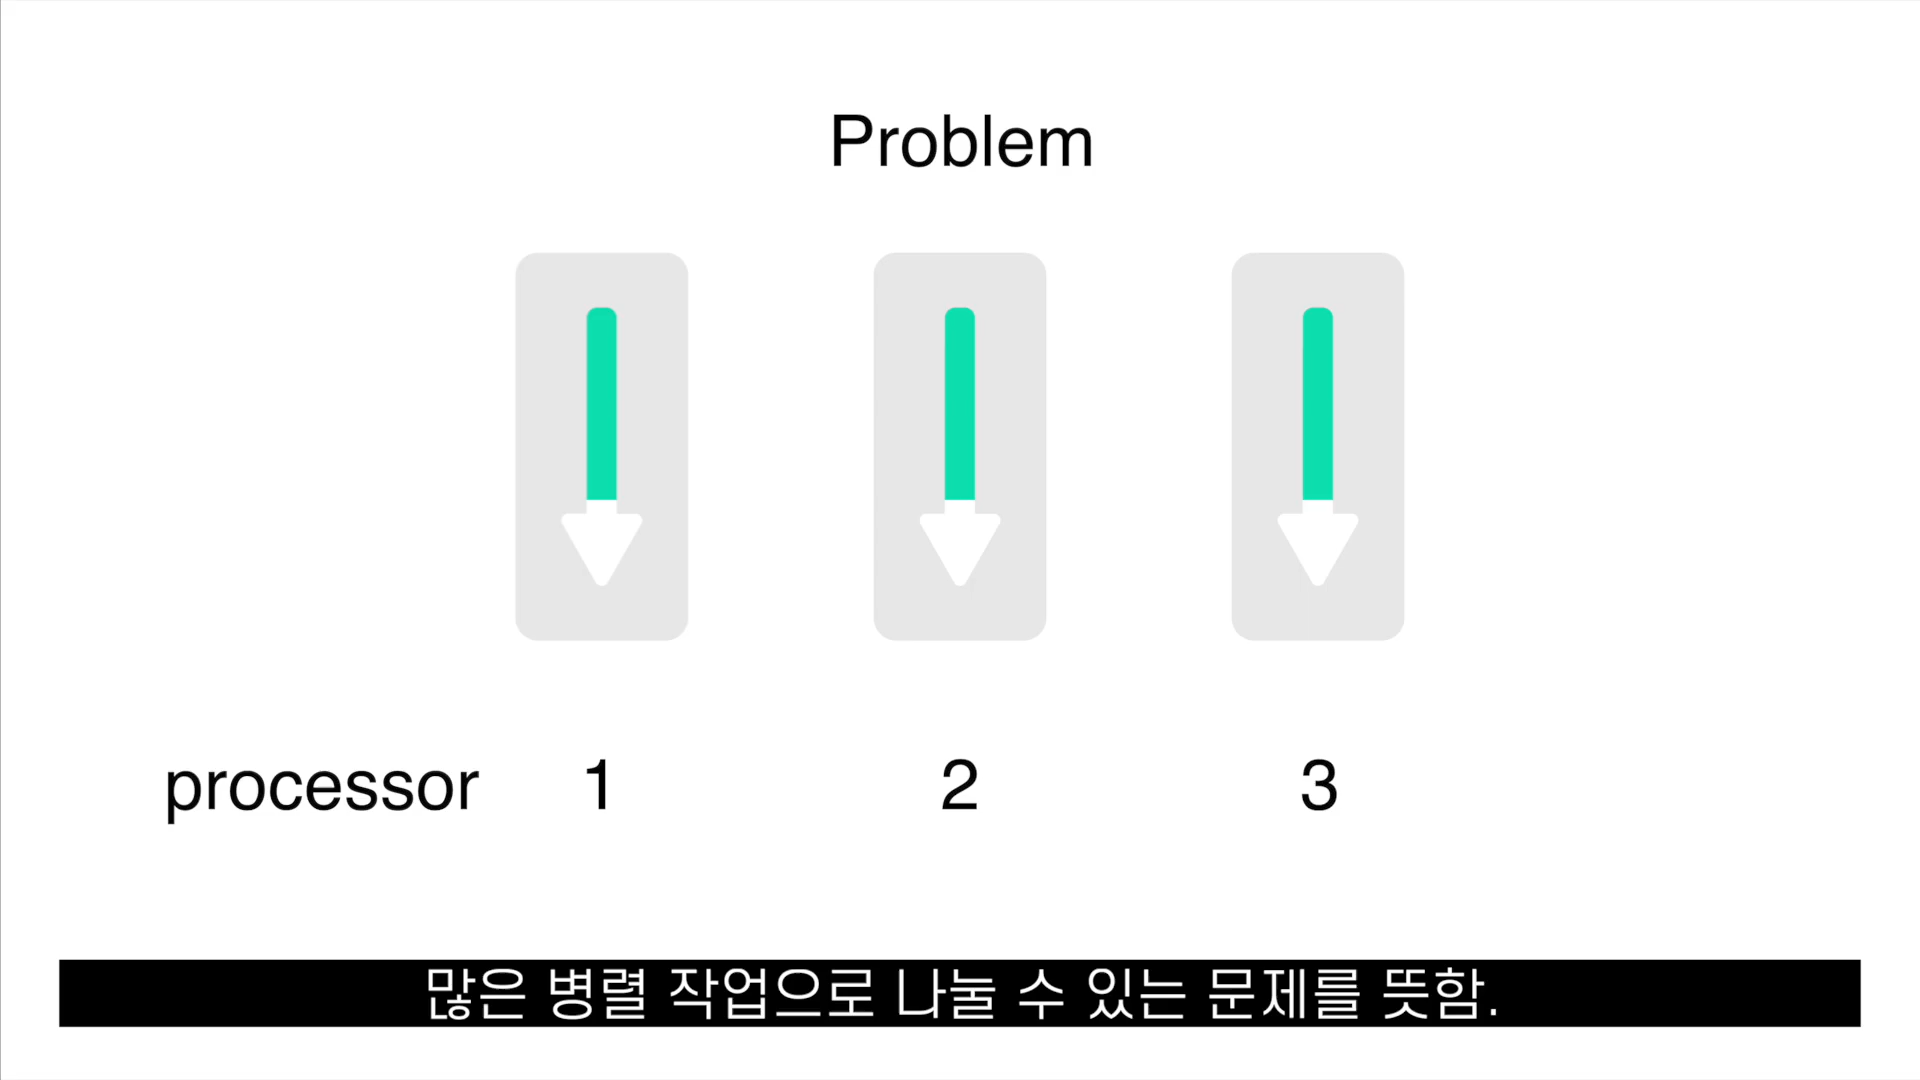 Problem
processor 1 2 3
많은 병렬 작업으로 나눌 수 있는 문제를 뜻함.